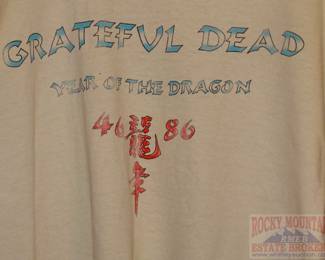 GRATEFUL DEAD
YEAR OF THE DRAGON
46 龍年 86
ROCKY MOUNTAIN
ESTATE BROKERS